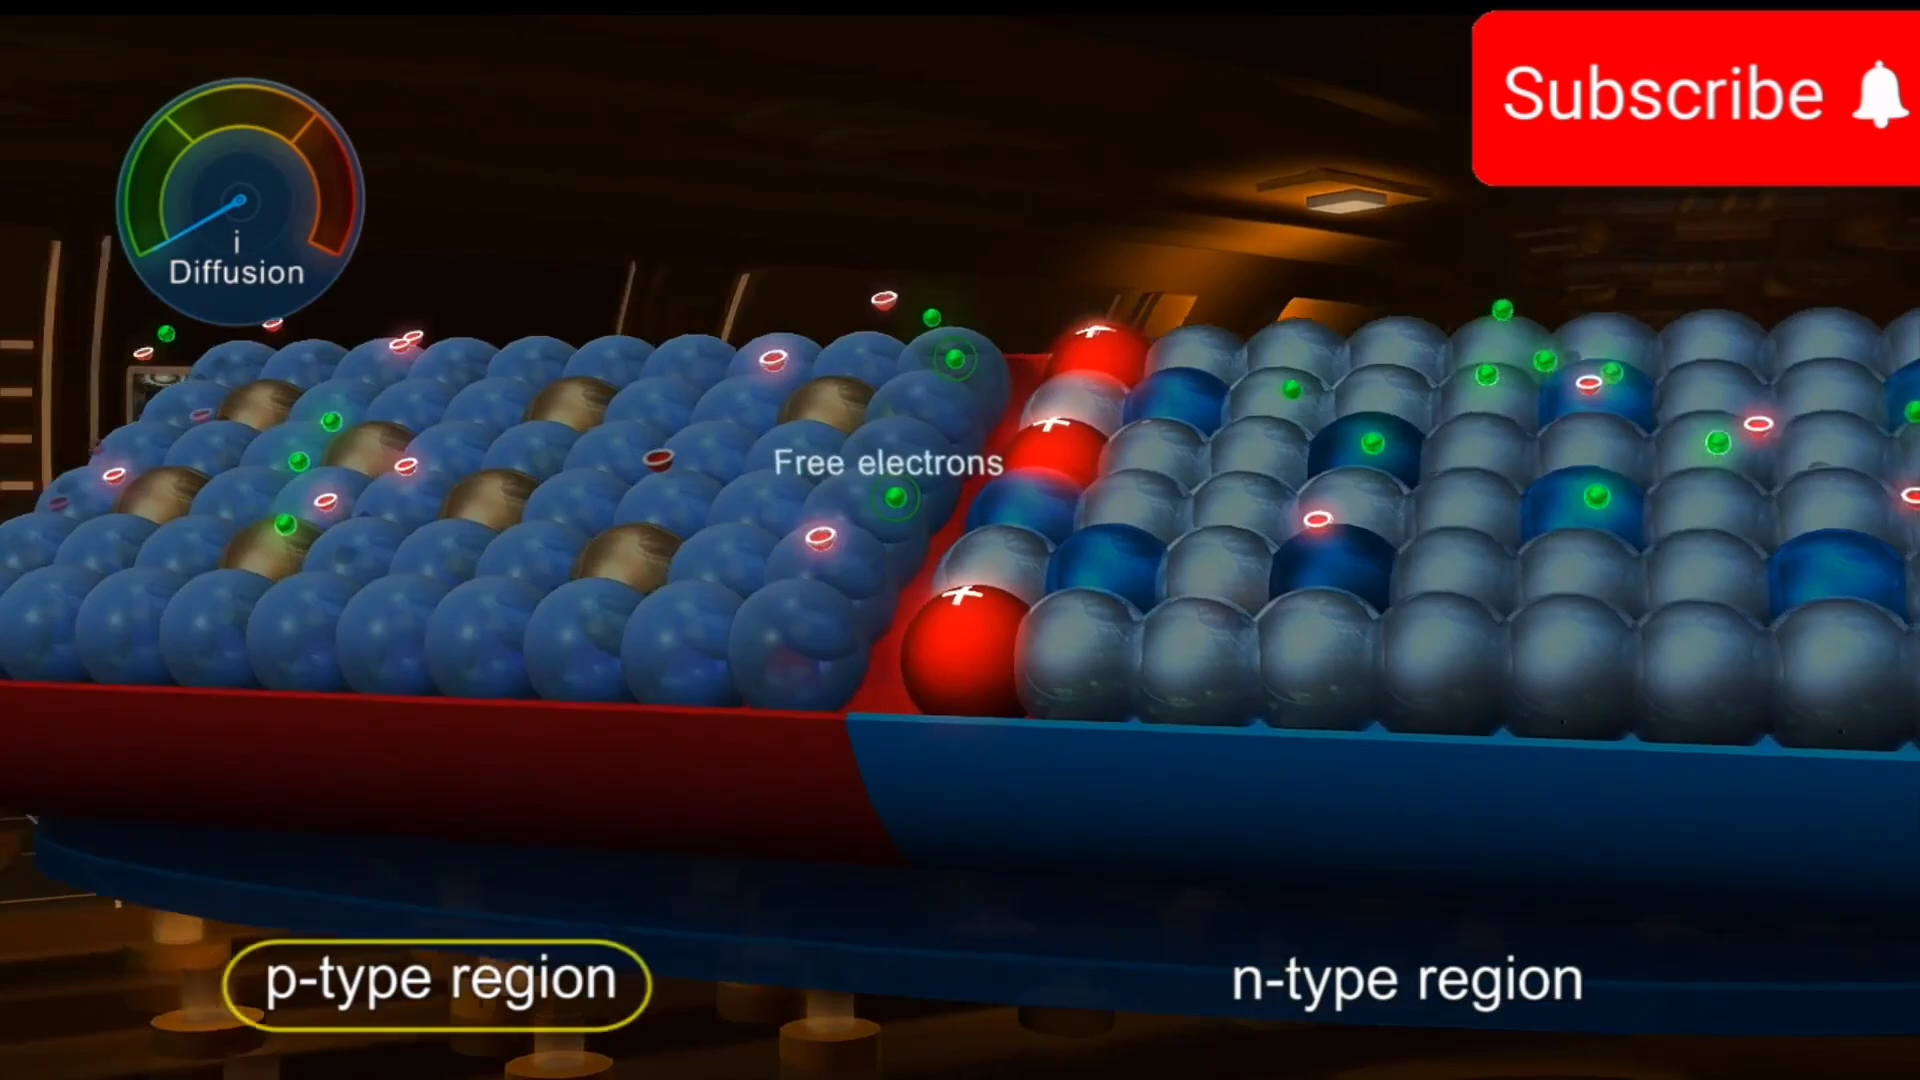 Subscribe
i
Diffusion
Free electrons
p-type region
n-type region